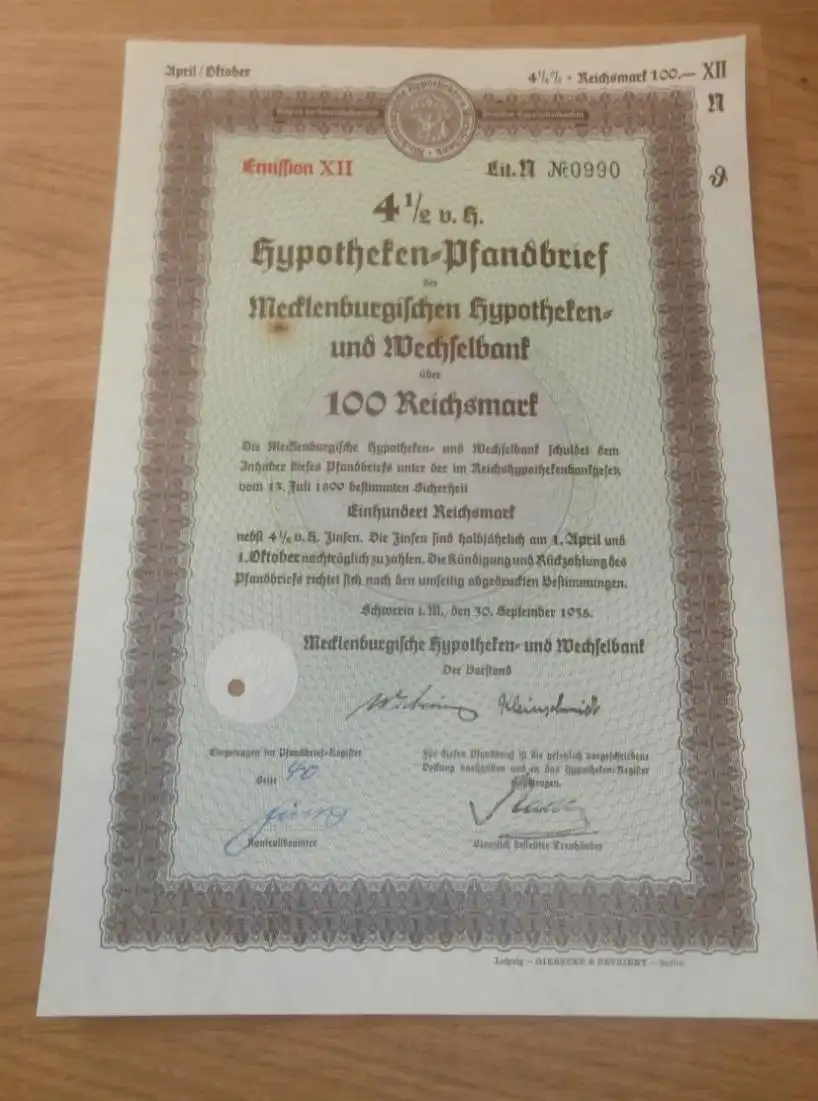 April / Oktober
4½% - Reichsmark 100.— XII
N
Emission XII
Lit. N № 0990
4 1/2 v. H.
Hypotheken-Pfandbrief
der
Mecklenburgischen Hypotheken-
und Wechselbank
über
100 Reichsmark
Die Mecklenburgische Hypotheken- und Wechselbank schuldet dem
Inhaber dieses Pfandbriefs unter der im Reichshypothekenbankgesetz
vom 13. Juli 1899 bestimmten Sicherheit
Einhundert Reichsmark
nebst 4½ v. H. Zinsen. Die Zinsen sind halbjährlich am 1. April und
1. Oktober nachträglich zu zahlen. Die Kündigung und Rückzahlung des
Pfandbriefs richtet sich nach den umseitig abgedruckten Bestimmungen.
Schwerin i. M., den 30. September 1938.
Mecklenburgische Hypotheken- und Wechselbank
Der Vorstand
Kleinschmidt
Eingetragen im Pfandbrief-Register
Seite 40
Kontrollbeamter
Für diesen Pfandbrief ist die gesetzlich vorgeschriebene
Deckung vorhanden und in das Hypotheken-Register
eingetragen.
Staatlich bestellter Treuhänder
Leipzig — GIESECKE & DEVRIENT — Berlin